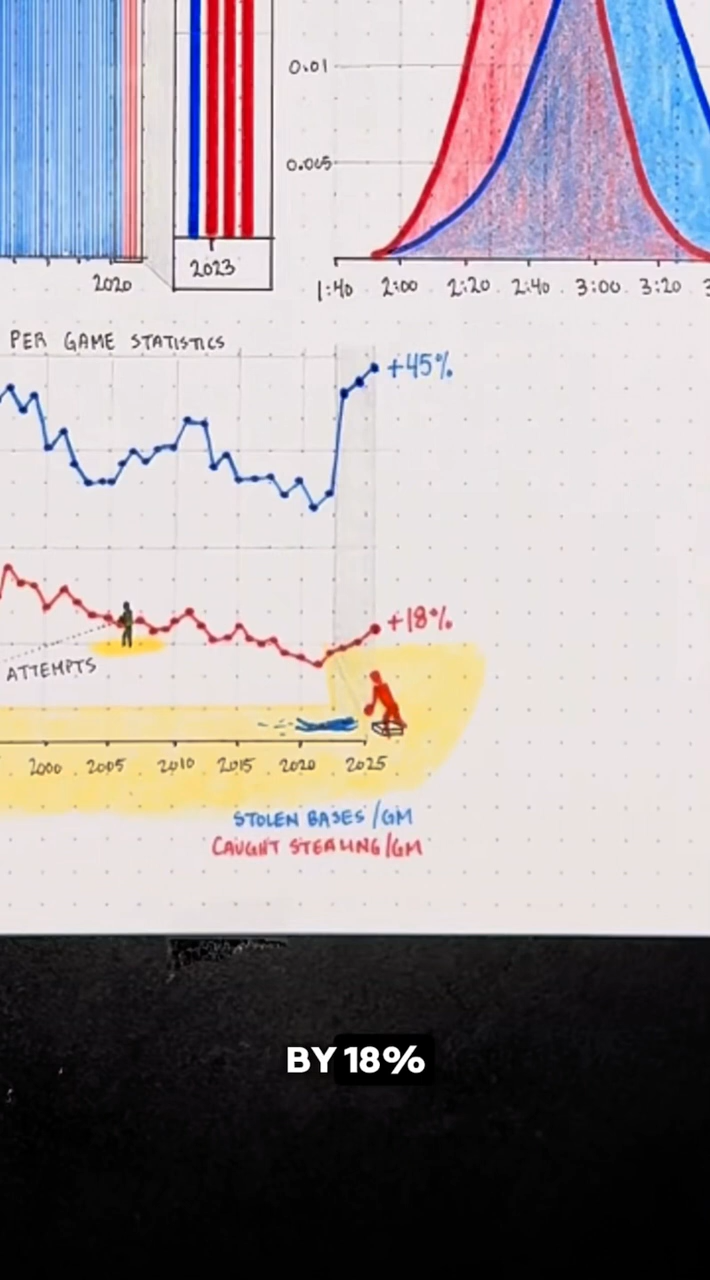 0.01
0.005
2020
2023
1:40 2:00 2:20 2:40 3:00 3:20
PER GAME STATISTICS
+45%
+18%
ATTEMPTS
2000 2005 2010 2015 2020 2025
STOLEN BASES/GM
CAUGHT STEALING/GM
BY 18%